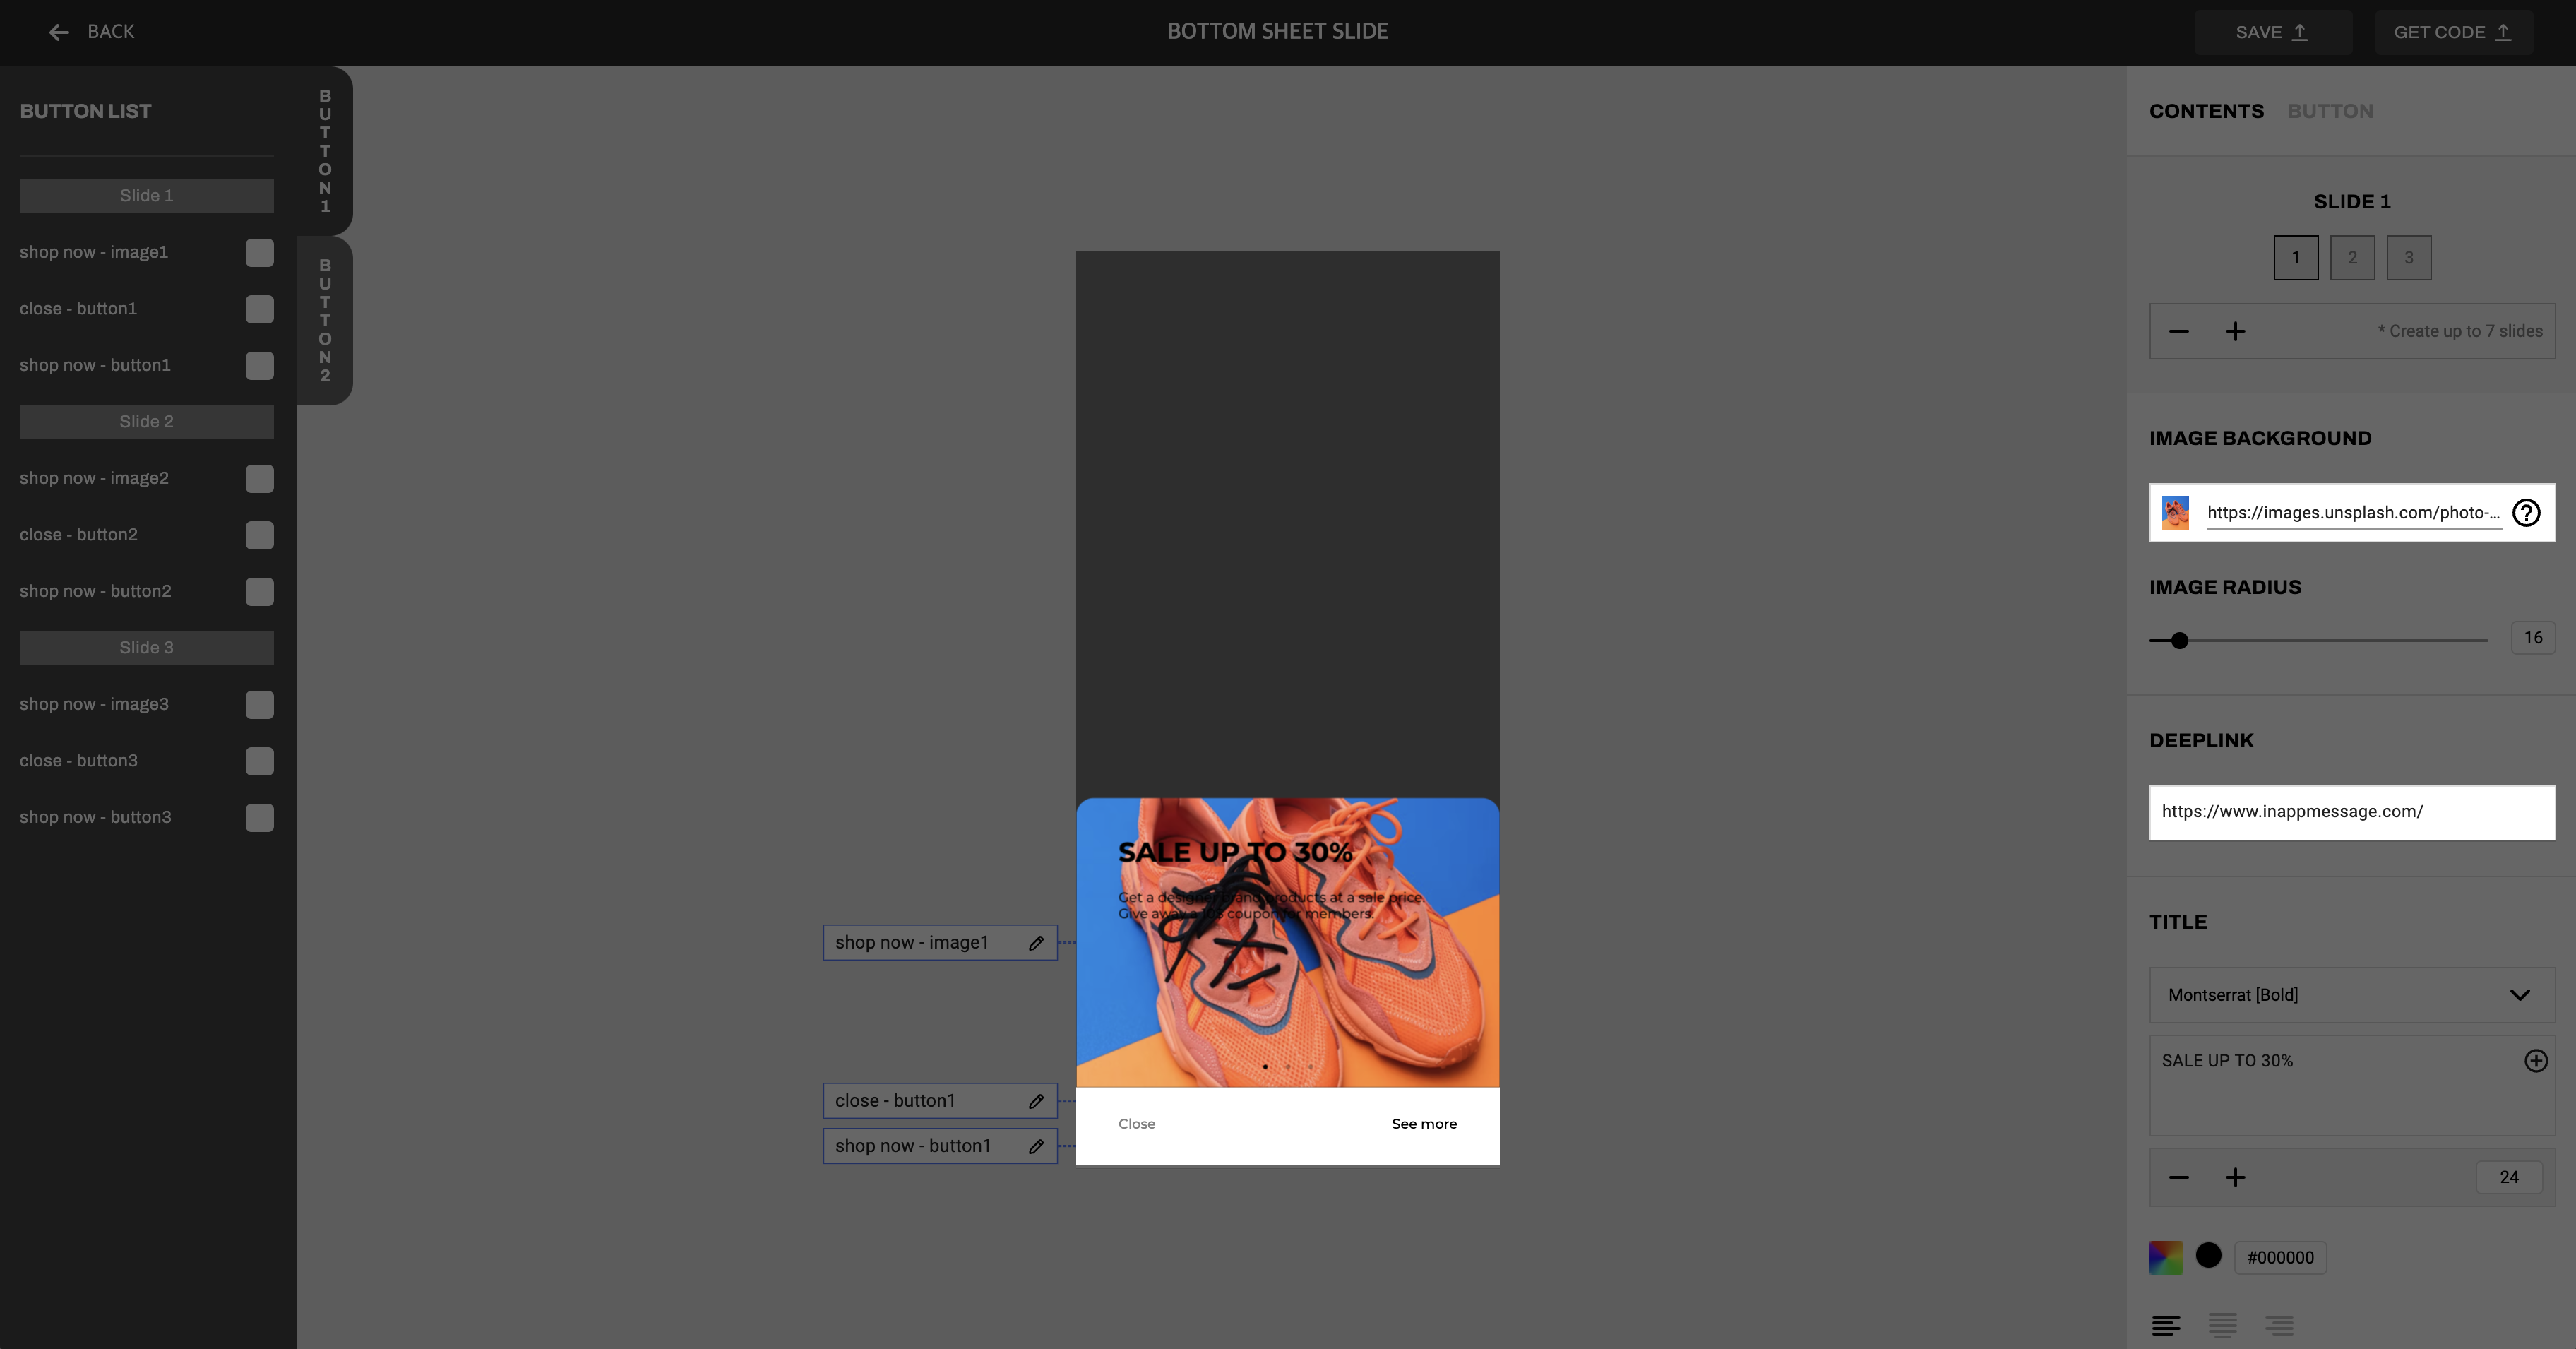 BACK
BOTTOM SHEET SLIDE
SAVE
GET CODE
BUTTON LIST
Slide 1
shop now - image1
close - button1
shop now - button1
Slide 2
shop now - image2
close - button2
shop now - button2
Slide 3
shop now - image3
close - button3
shop now - button3
BUTTON1
BUTTON2
shop now - image1
close - button1
shop now - button1
SALE UP TO 30%
Get a designer brand products at a sale price.
Give away a 10$ coupon for members.
Close
See more
CONTENTS
BUTTON
SLIDE 1
1
2
3
* Create up to 7 slides
IMAGE BACKGROUND
https://images.unsplash.com/photo-...
IMAGE RADIUS
16
DEEPLINK
https://www.inappmessage.com/
TITLE
Montserrat [Bold]
SALE UP TO 30%
24
#000000